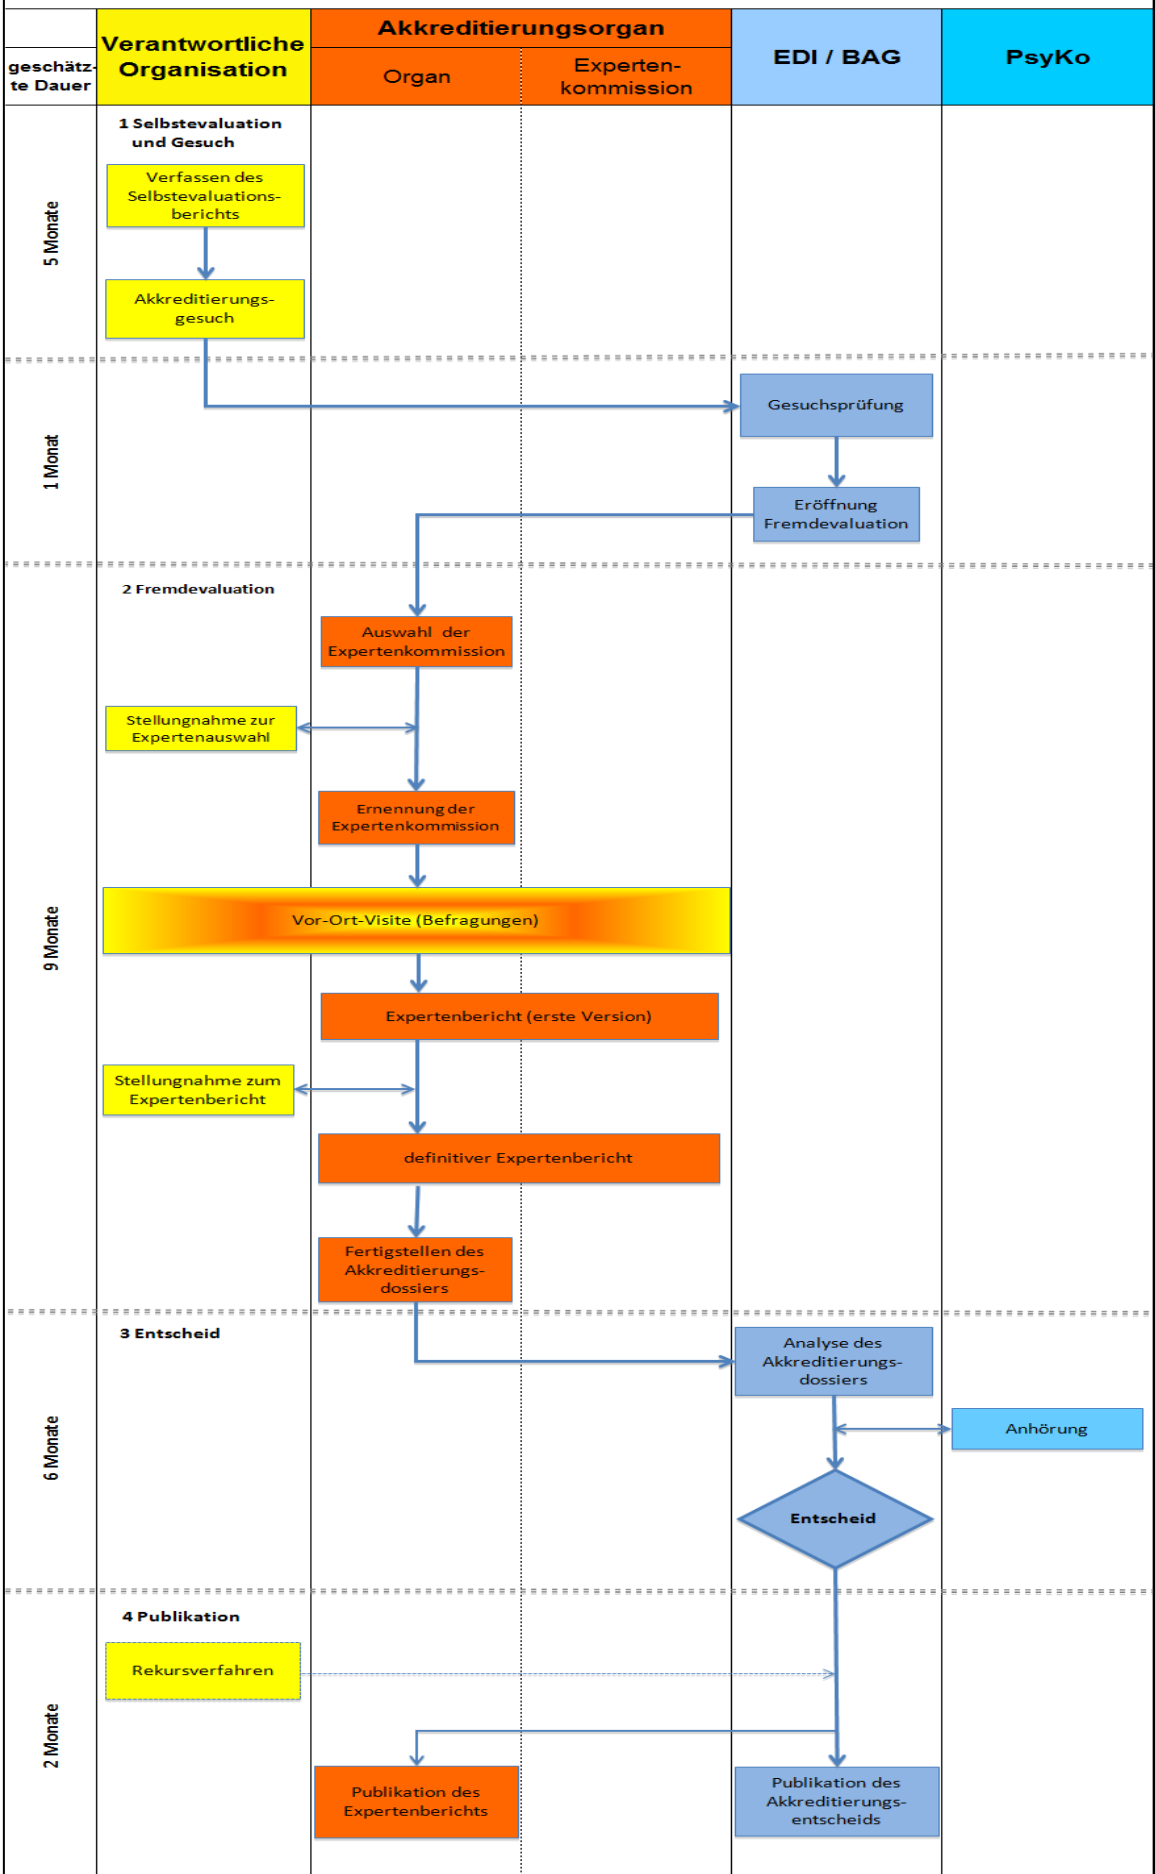 geschätz-
te Dauer
Verantwortliche
Organisation
Akkreditierungsorgan
Organ
Experten-
kommission
EDI / BAG
PsyKo
5 Monate
1 Selbstevaluation
und Gesuch
Verfassen des
Selbstevaluations-
berichts
Akkreditierungs-
gesuch
1 Monat
Gesuchsprüfung
Eröffnung
Fremdevaluation
9 Monate
2 Fremdevaluation
Auswahl der
Expertenkommission
Stellungnahme zur
Expertenauswahl
Ernennung der
Expertenkommission
Vor-Ort-Visite (Befragungen)
Expertenbericht (erste Version)
Stellungnahme zum
Expertenbericht
definitiver Expertenbericht
Fertigstellen des
Akkreditierungs-
dossiers
6 Monate
3 Entscheid
Analyse des
Akkreditierungs-
dossiers
Anhörung
Entscheid
2 Monate
4 Publikation
Rekursverfahren
Publikation des
Expertenberichts
Publikation des
Akkreditierungs-
entscheids